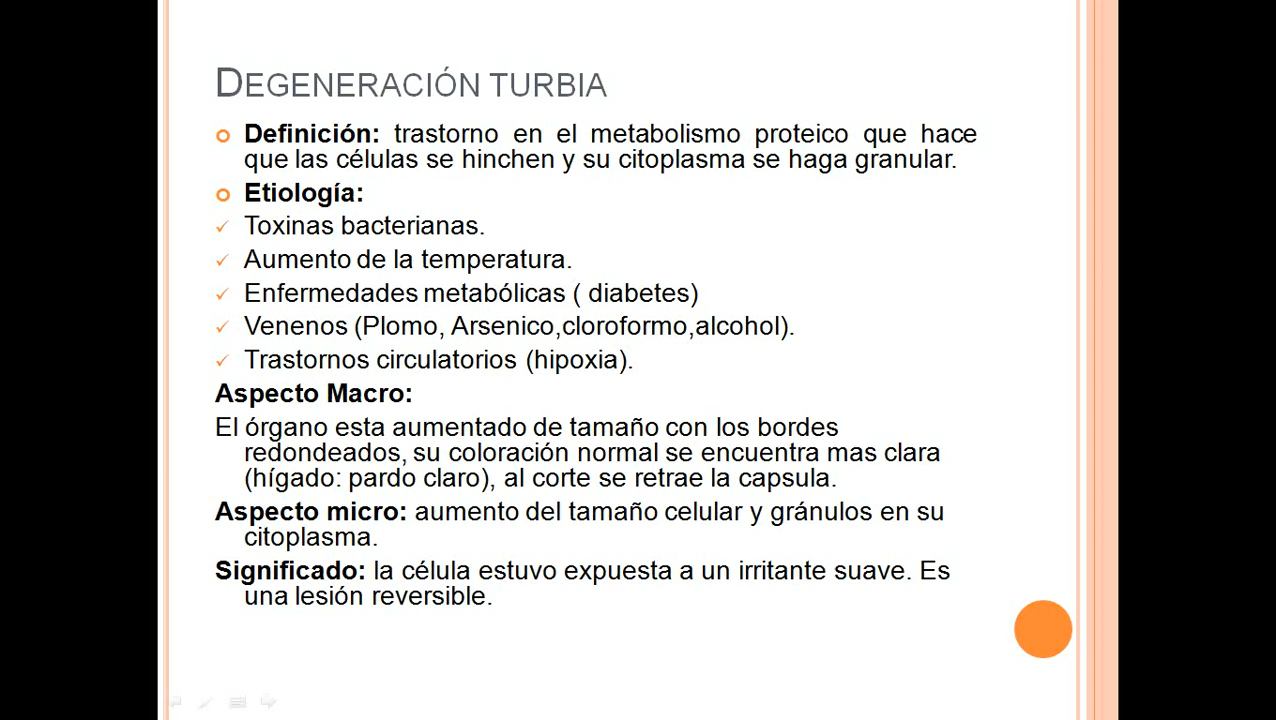 DEGENERACIÓN TURBIA
Definición: trastorno en el metabolismo proteico que hace
que las células se hinchen y su citoplasma se haga granular.
Etiología:
Toxinas bacterianas.
Aumento de la temperatura.
Enfermedades metabólicas ( diabetes)
Venenos (Plomo, Arsenico,cloroformo,alcohol).
Trastornos circulatorios (hipoxia).
Aspecto Macro:
El órgano esta aumentado de tamaño con los bordes
redondeados, su coloración normal se encuentra mas clara
(hígado: pardo claro), al corte se retrae la capsula.
Aspecto micro: aumento del tamaño celular y gránulos en su
citoplasma.
Significado: la célula estuvo expuesta a un irritante suave. Es
una lesión reversible.